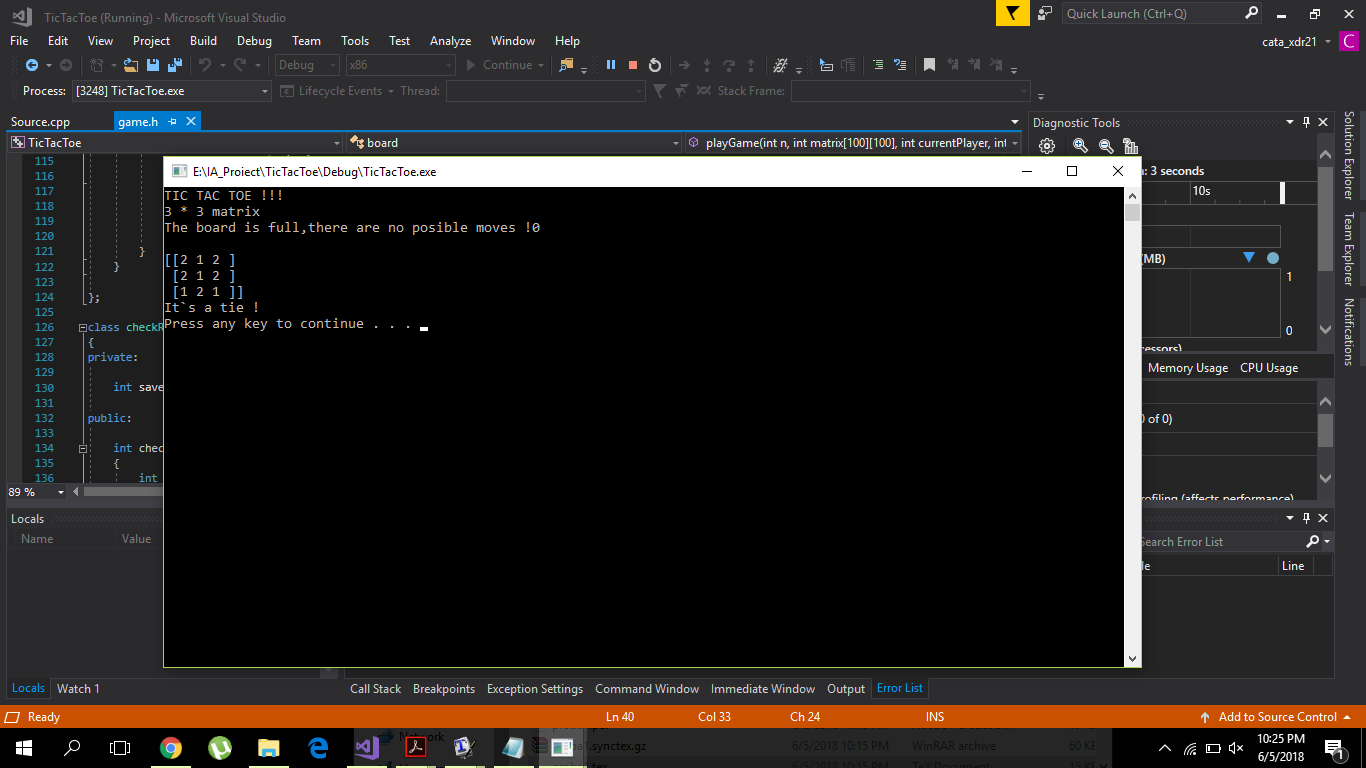 TicTacToe (Running) - Microsoft Visual Studio
Quick Launch (Ctrl+Q)
File Edit View Project Build Debug Team Tools Test Analyze Window Help
cata_xdr21 C
Debug x86 Continue
Process: [3248] TicTacToe.exe Lifecycle Events Thread: Stack Frame:
Source.cpp game.h
TicTacToe board playGame(int n, int matrix[100][100], int currentPlayer, int
Diagnostic Tools
E:\IA_Proiect\TicTacToe\Debug\TicTacToe.exe
3 seconds
10s
TIC TAC TOE !!!
3 * 3 matrix
The board is full,there are no posible moves !0
[[2 1 2 ]
[2 1 2 ]
[1 2 1 ]]
It`s a tie !
Press any key to continue . . .
115
116
117
118
119
120
121 }
122 }
123
124 };
125
126 class checkR
127 {
128 private:
129
130 int save
131
132 public:
133
134 int chec
135 {
136 int
89 %
(MB)
1
0
Memory Usage CPU Usage
0 of 0)
rofiling (affects performance)
Solution Explorer
Team Explorer
Notifications
Locals
Name Value
Search Error List
Line
Locals Watch 1
Call Stack Breakpoints Exception Settings Command Window Immediate Window Output Error List
Ready Ln 40 Col 33 Ch 24 INS Add to Source Control
Network
.synctex.gz 6/5/2018 10:15 PM WinRAR archive 60 KB
10:25 PM
6/5/2018
1